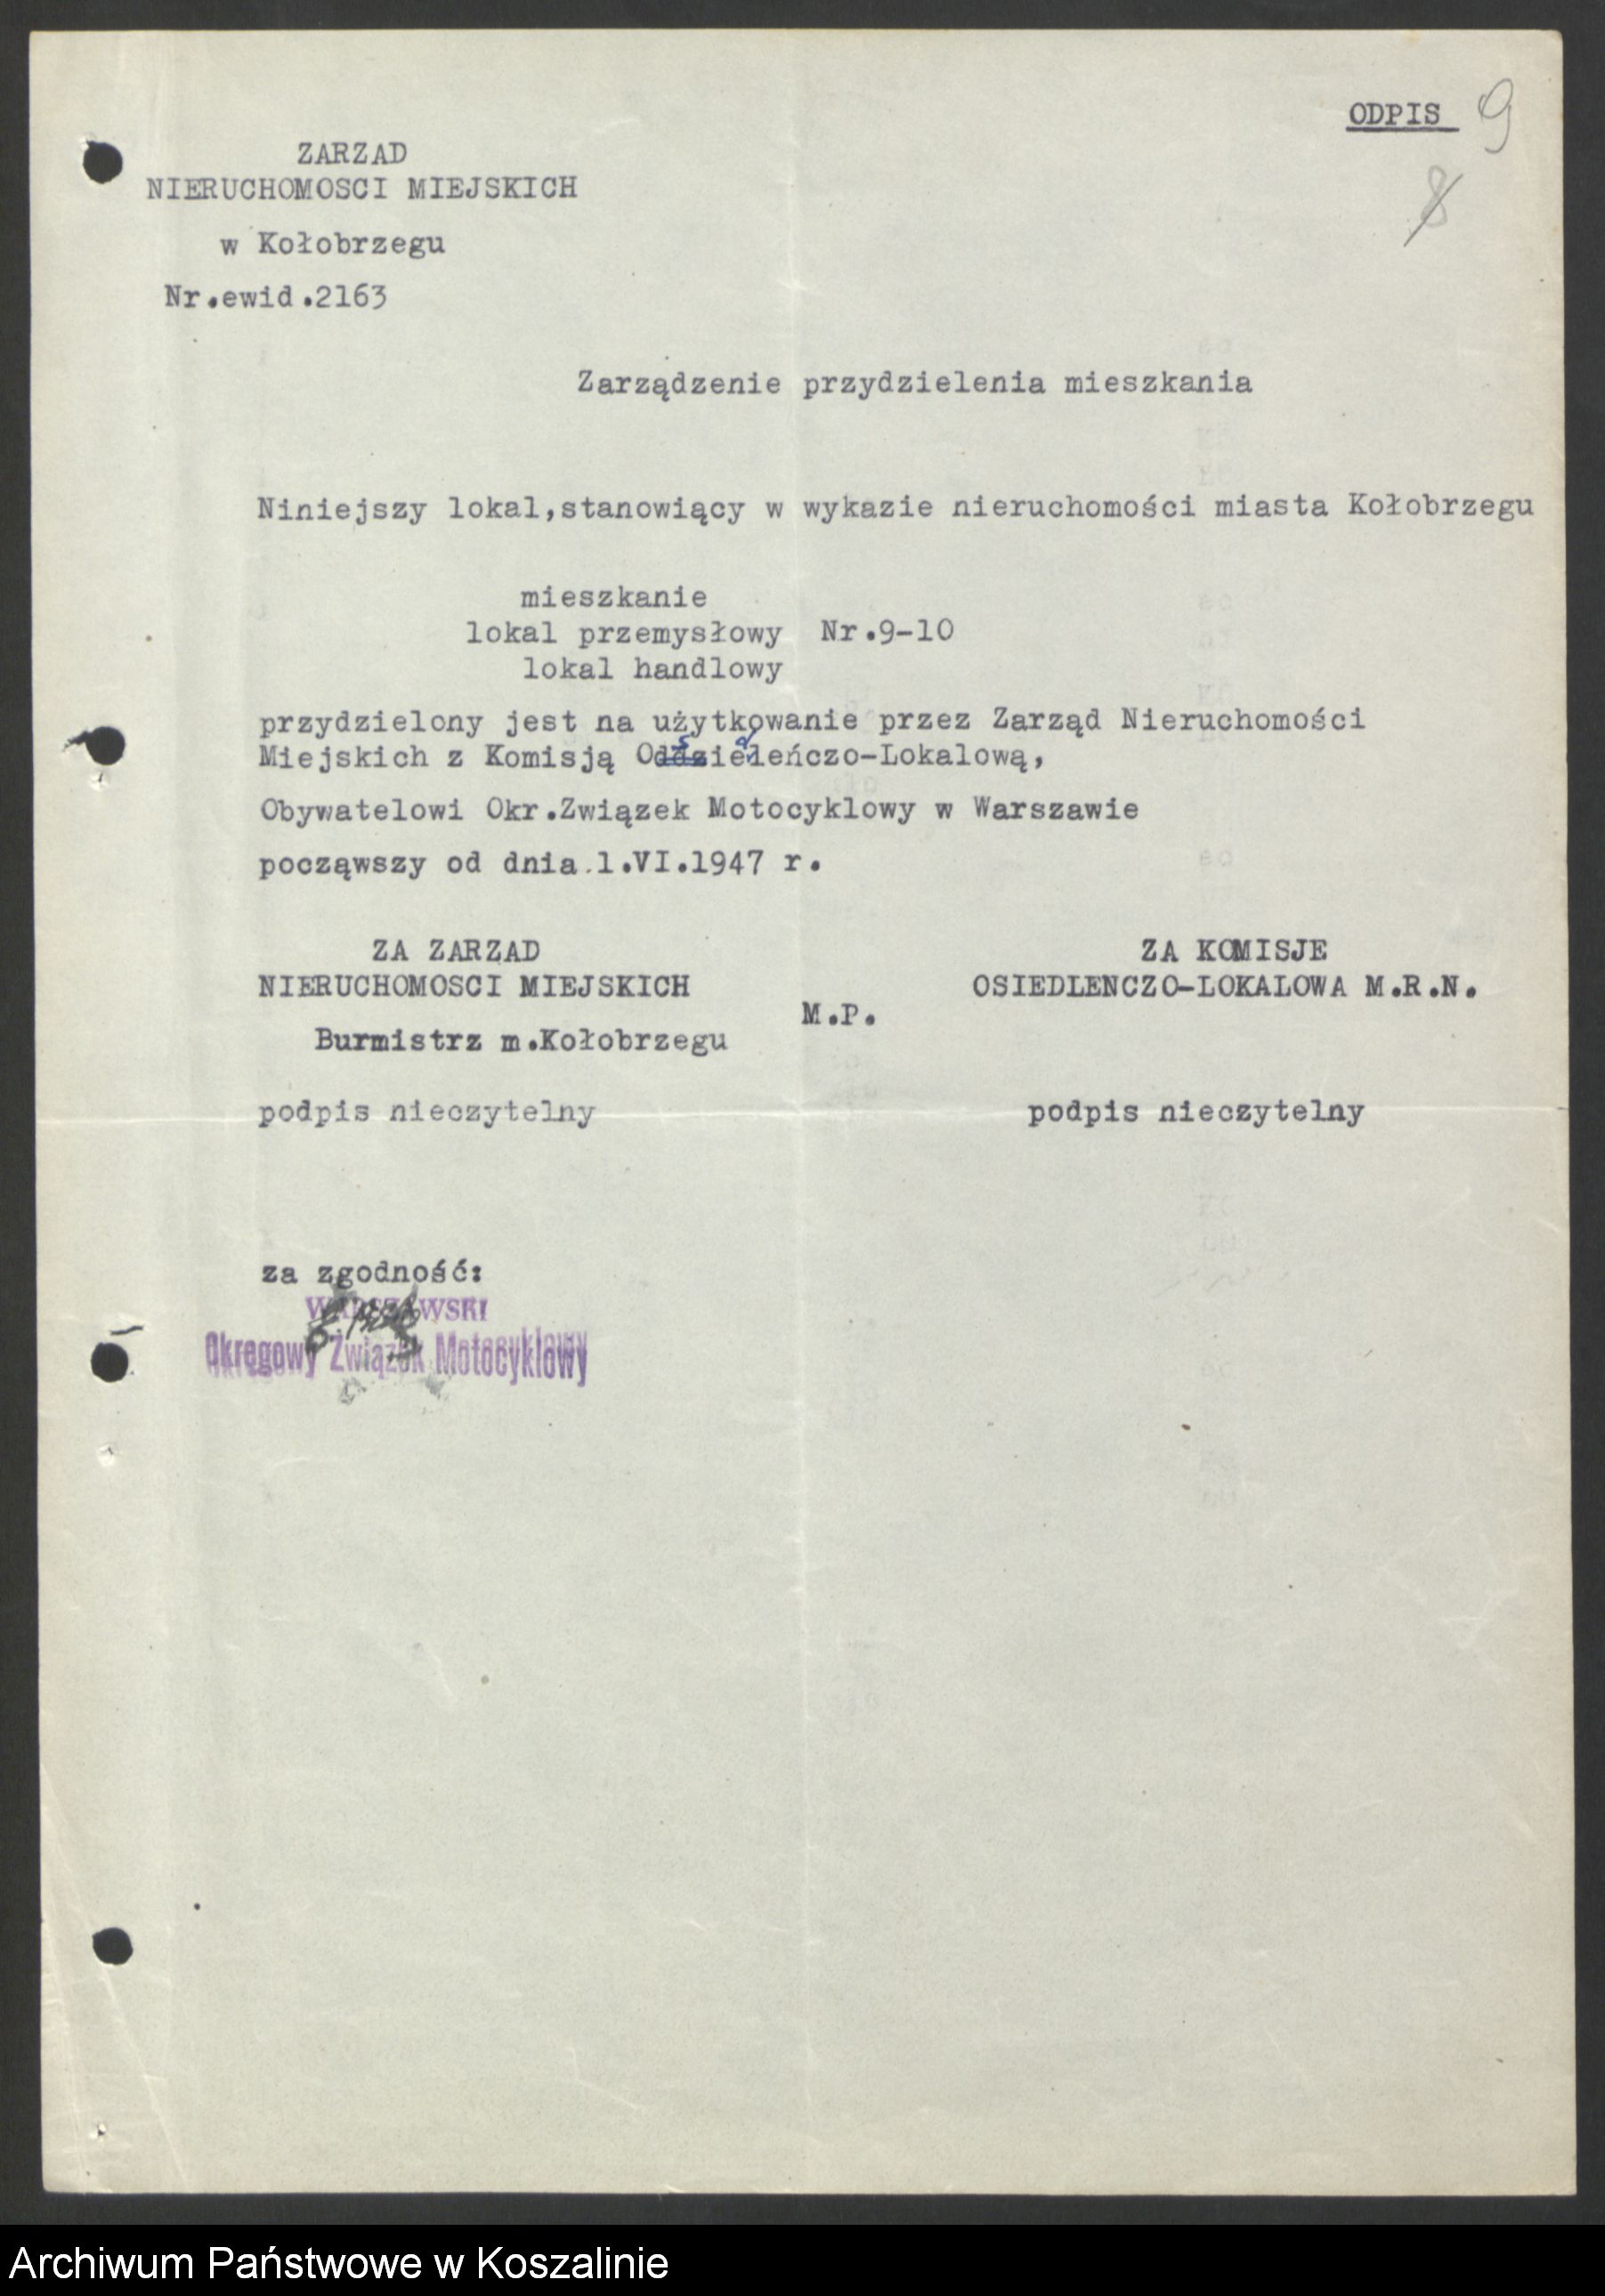 ODPIS 9
8
ZARZAD
NIERUCHOMOSCI MIEJSKICH
w Kołobrzegu
Nr.ewid.2163
Zarządzenie przydzielenia mieszkania
Niniejszy lokal,stanowiący w wykazie nieruchomości miasta Kołobrzegu
mieszkanie
lokal przemysłowy Nr.9-10
lokal handlowy
przydzielony jest na użytkowanie przez Zarząd Nieruchomości
Miejskich z Komisją Osiedleńczo-Lokalową,
Obywatelowi Okr.Związek Motocyklowy w Warszawie
począwszy od dnia 1.VI.1947 r.
ZA ZARZAD
NIERUCHOMOSCI MIEJSKICH
Burmistrz m.Kołobrzegu
podpis nieczytelny
M.P.
ZA KOMISJE
OSIEDLENCZO-LOKALOWA M.R.N.
podpis nieczytelny
za zgodność:
WARSZAWSKI
Okręgowy Związek Motocyklowy
Archiwum Państwowe w Koszalinie